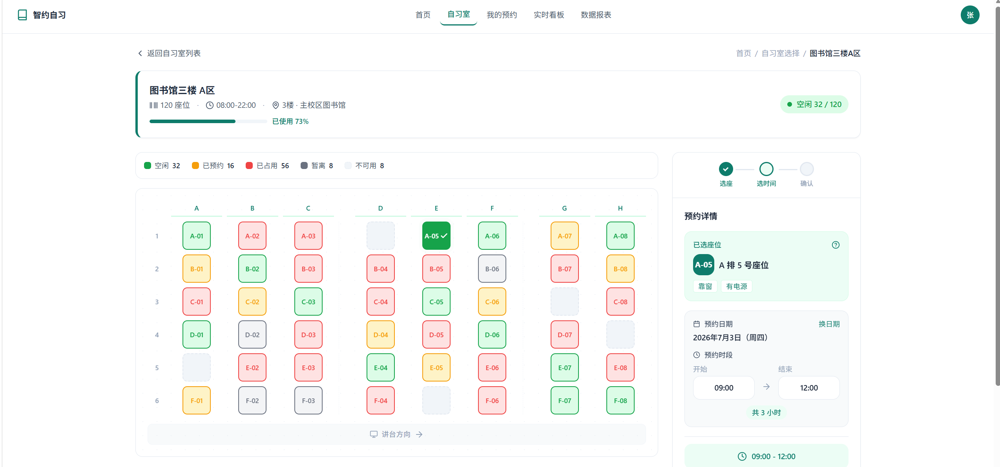 智约自习
首页 自习室 我的预约 实时看板 数据报表
张
返回自习室列表
首页 / 自习室选择 / 图书馆三楼A区
图书馆三楼 A区
120 座位 · 08:00-22:00 · 3楼 · 主校区图书馆
已使用 73%
空闲 32 / 120
空闲 32 已预约 16 已占用 56 暂离 8 不可用 8
A B C D E F G H
1 A-01 A-02 A-03 A-05 A-06 A-07 A-08
2 B-01 B-02 B-03 B-04 B-05 B-06 B-07 B-08
3 C-01 C-02 C-03 C-04 C-05 C-06 C-08
4 D-01 D-02 D-03 D-04 D-05 D-06 D-07
5 E-02 E-03 E-04 E-05 E-06 E-07 E-08
6 F-01 F-02 F-03 F-04 F-06 F-07 F-08
讲台方向
选座 选时间 确认
预约详情
已选座位
A-05 A 排 5 号座位
靠窗 有电源
预约日期 换日期
2026年7月3日（周四）
预约时段
开始 结束
09:00 12:00
共 3 小时
09:00 - 12:00